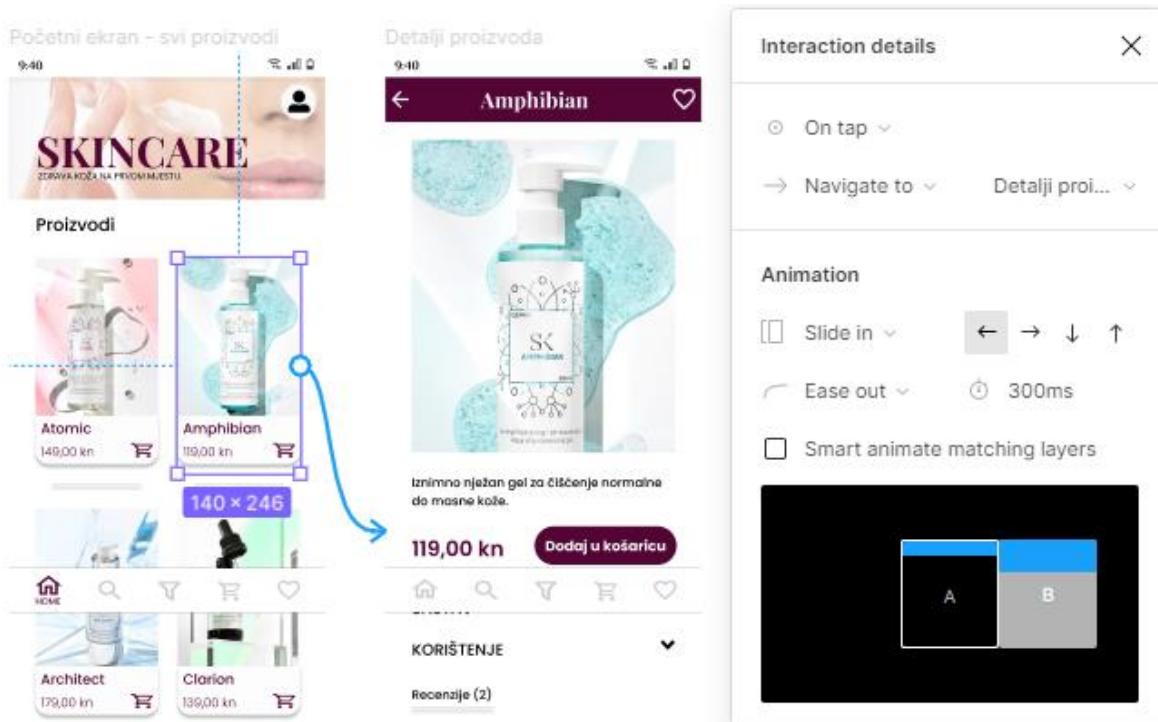 Početni ekran - svi proizvodi
9:40
SKINCARE
ZDRAVA KOŽA NA PRVOM MJESTU.
Proizvodi
Atomic
149,00 kn
Amphibian
119,00 kn
140 × 246
HOME
Architect
179,00 kn
Clarion
139,00 kn
Detalji proizvoda
9:40
Amphibian
SK
AMPHIBIAN
Iznimno nježan gel za čišćenje normalne
do masne kože.
119,00 kn
Dodaj u košaricu
KORIŠTENJE
Recenzije (2)
Interaction details
On tap
Navigate to
Detalji proi...
Animation
Slide in
Ease out
300ms
Smart animate matching layers
A
B